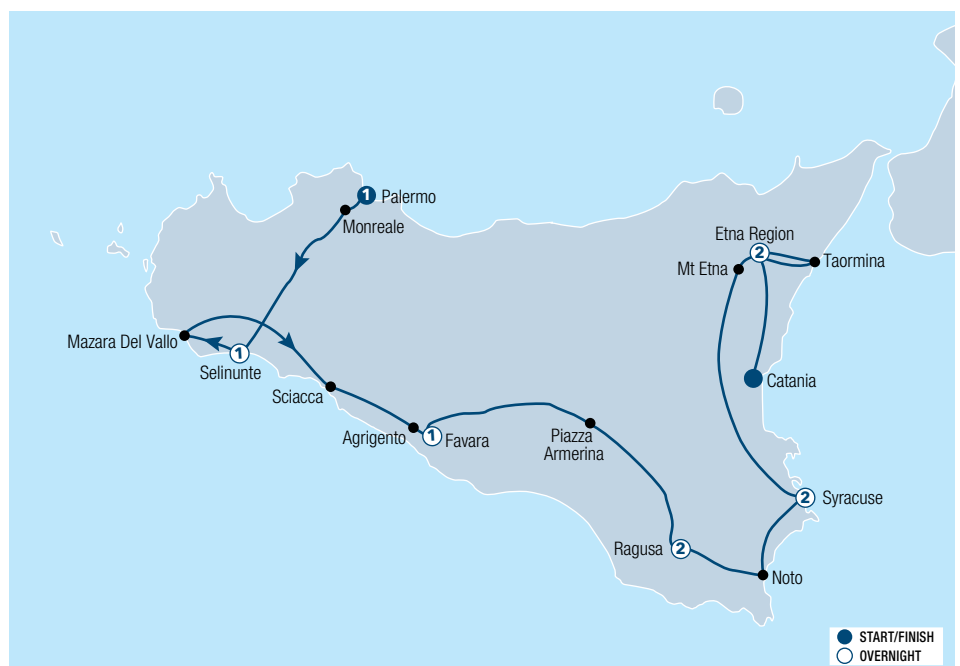 1
Palermo
Monreale
Etna Region
2
Mt Etna
Taormina
Mazara Del Vallo
1
Selinunte
Catania
Sciacca
Agrigento
1
Favara
Piazza
Armerina
2
Syracuse
Ragusa
2
Noto
START/FINISH
OVERNIGHT